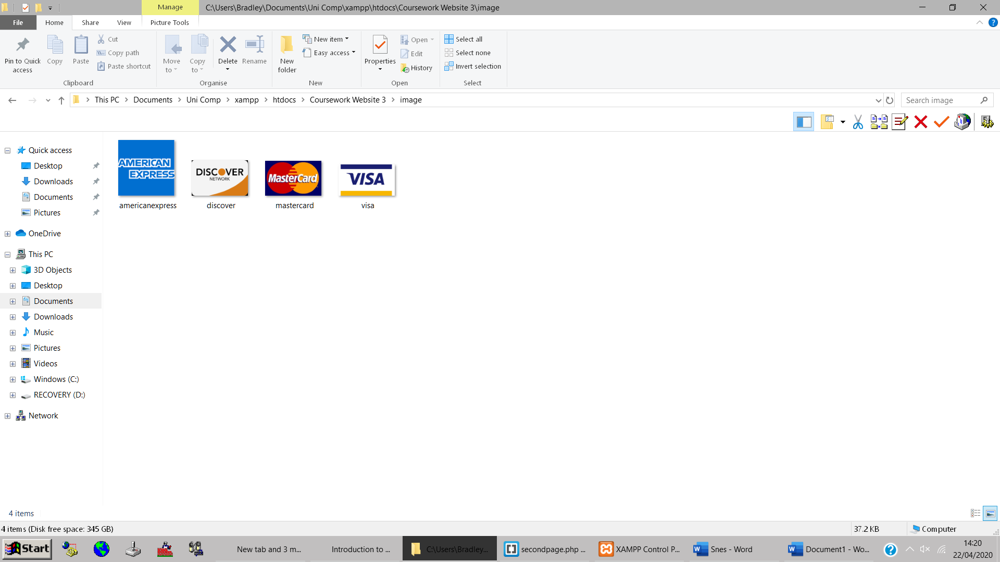 Manage
C:\Users\Bradley\Documents\Uni Comp\xampp\htdocs\Coursework Website 3\image
File
Home
Share
View
Picture Tools
Pin to Quick access
Copy
Paste
Cut
Copy path
Paste shortcut
Clipboard
Move to
Copy to
Delete
Rename
Organise
New folder
New item
Easy access
New
Properties
Open
Edit
History
Open
Select all
Select none
Invert selection
Select
This PC > Documents > Uni Comp > xampp > htdocs > Coursework Website 3 > image
Search image
Quick access
Desktop
Downloads
Documents
Pictures
OneDrive
This PC
3D Objects
Desktop
Documents
Downloads
Music
Pictures
Videos
Windows (C:)
RECOVERY (D:)
Network
AMERICAN
EXPRESS
americanexpress
DISCOVER
NETWORK
discover
MasterCard
mastercard
VISA
visa
4 items
4 items (Disk free space: 345 GB)
37.2 KB
Computer
Start
New tab and 3 m...
Introduction to ...
C:\Users\Bradley...
secondpage.php ...
XAMPP Control P...
Snes - Word
Document1 - Wo...
14:20
22/04/2020